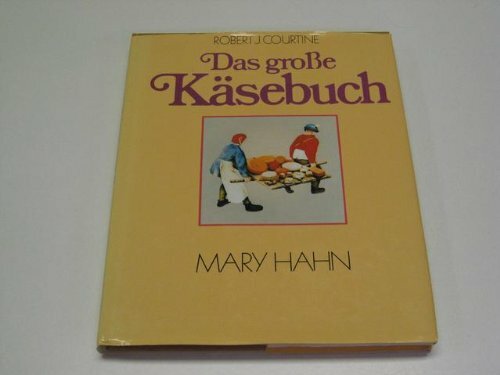 ROBERT J. COURTINE
Das große
Käsebuch
MARY HAHN